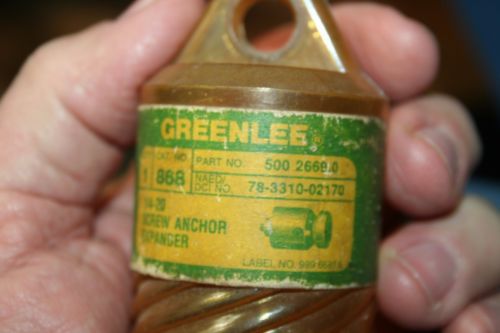 GREENLEE
CAT. NO. PART NO. 500 2669.0
1 868 NAED/ DCI NO. 78-3310-02170
1/4-20
SCREW ANCHOR
EXPANDER
LABEL NO.